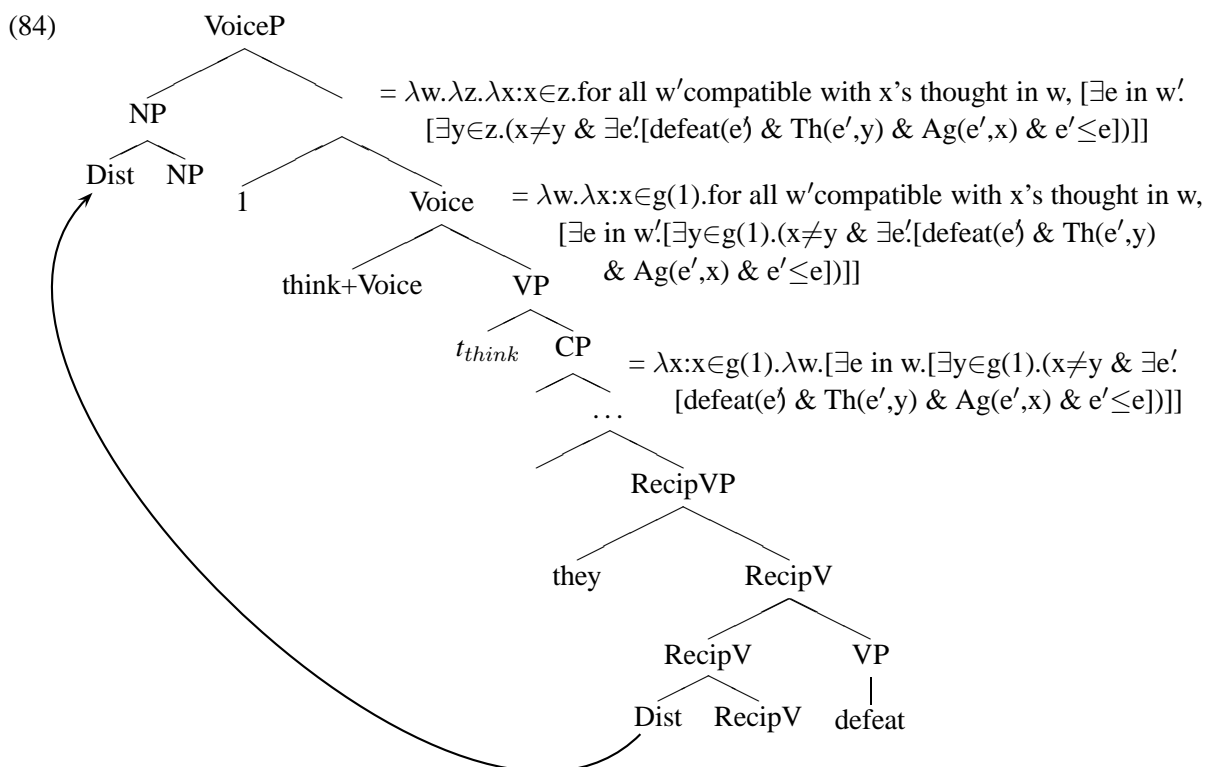 (84)
VoiceP
NP
= λw.λz.λx:x∈z.for all w′compatible with x's thought in w, [∃e in w′.
[∃y∈z.(x≠y & ∃e′.[defeat(e′) & Th(e′,y) & Ag(e′,x) & e′≤e])]]
Dist NP
1
Voice
= λw.λx:x∈g(1).for all w′compatible with x's thought in w,
[∃e in w′.[∃y∈g(1).(x≠y & ∃e′.[defeat(e′) & Th(e′,y)
& Ag(e′,x) & e′≤e])]]
think+Voice VP
t_think CP
= λx:x∈g(1).λw.[∃e in w.[∃y∈g(1).(x≠y & ∃e′.
[defeat(e′) & Th(e′,y) & Ag(e′,x) & e′≤e])]]
...
RecipVP
they RecipV
RecipV VP
Dist RecipV defeat